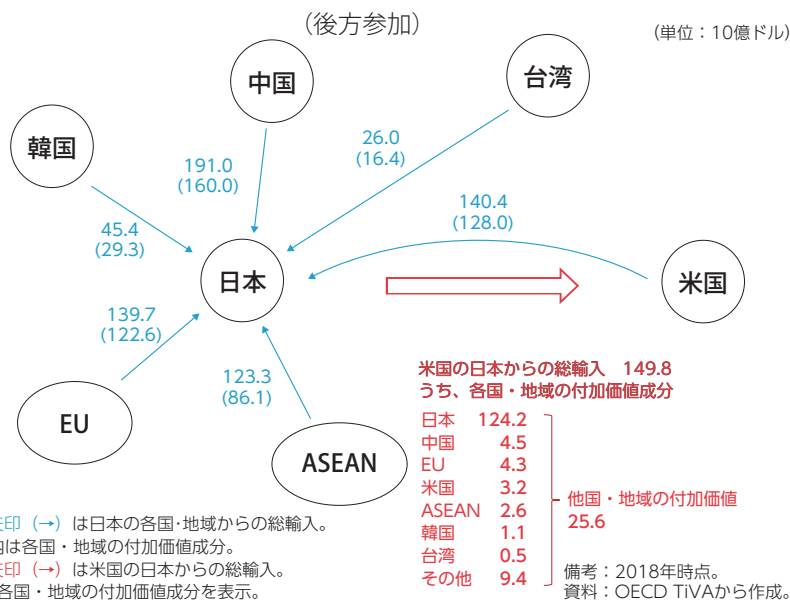 (後方参加)
(単位：10億ドル)
中国
台湾
韓国
191.0
(160.0)
26.0
(16.4)
45.4
(29.3)
140.4
(128.0)
日本
米国
139.7
(122.6)
123.3
(86.1)
EU
ASEAN
米国の日本からの総輸入 149.8
うち、各国・地域の付加価値成分
日本 124.2
中国 4.5
EU 4.3
米国 3.2
ASEAN 2.6
韓国 1.1
台湾 0.5
その他 9.4
他国・地域の付加価値
25.6
印（→）は日本の各国･地域からの総輸入。
は各国・地域の付加価値成分。
印（→）は米国の日本からの総輸入。
各国・地域の付加価値成分を表示。
備考：2018年時点。
資料：OECD TiVAから作成。